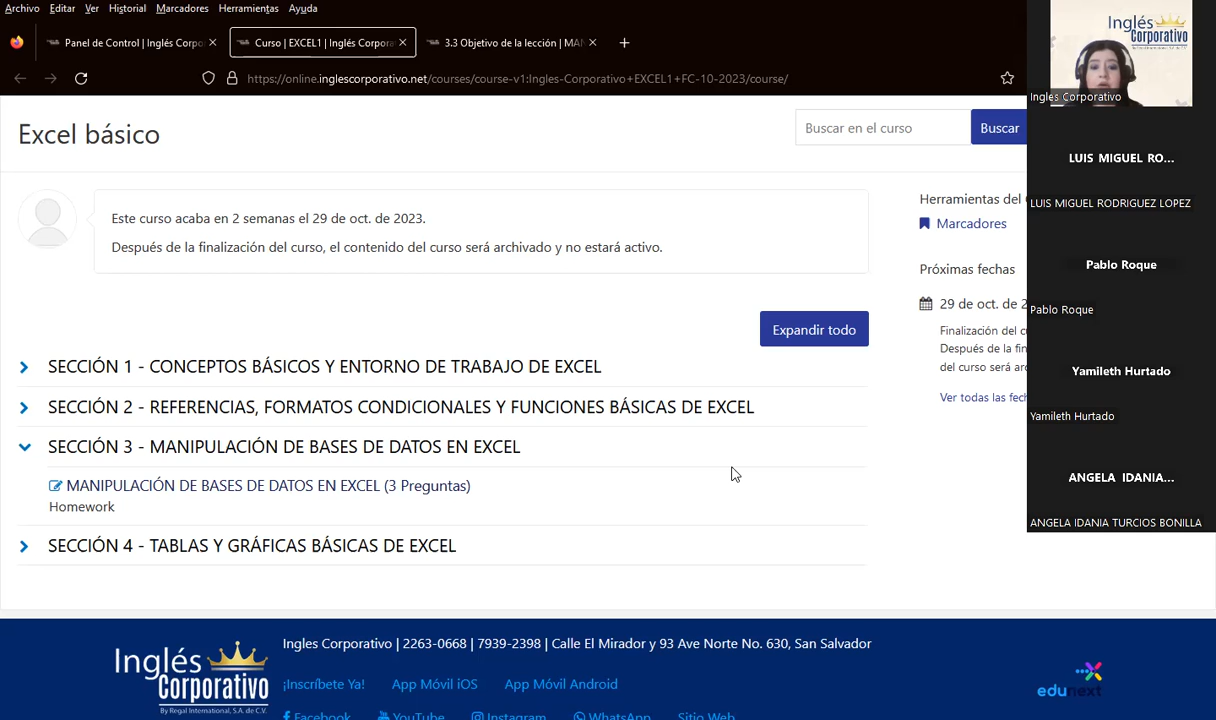 Archivo Editar Ver Historial Marcadores Herramientas Ayuda
Panel de Control | Inglés Corpo
Curso | EXCEL1 | Inglés Corpora
3.3 Objetivo de la lección | MAN
https://online.inglescorporativo.net/courses/course-v1:Ingles-Corporativo+EXCEL1+FC-10-2023/course/
Excel básico
Buscar en el curso
Buscar
Este curso acaba en 2 semanas el 29 de oct. de 2023.
Después de la finalización del curso, el contenido del curso será archivado y no estará activo.
Herramientas del
Marcadores
Próximas fechas
29 de oct. de 2
Finalización del cu
Después de la fin
del curso será arc
Ver todas las fech
Expandir todo
SECCIÓN 1 - CONCEPTOS BÁSICOS Y ENTORNO DE TRABAJO DE EXCEL
SECCIÓN 2 - REFERENCIAS, FORMATOS CONDICIONALES Y FUNCIONES BÁSICAS DE EXCEL
SECCIÓN 3 - MANIPULACIÓN DE BASES DE DATOS EN EXCEL
MANIPULACIÓN DE BASES DE DATOS EN EXCEL (3 Preguntas)
Homework
SECCIÓN 4 - TABLAS Y GRÁFICAS BÁSICAS DE EXCEL
Inglés
Corporativo
Ingles Corporativo
LUIS MIGUEL RO...
LUIS MIGUEL RODRIGUEZ LOPEZ
Pablo Roque
Pablo Roque
Yamileth Hurtado
Yamileth Hurtado
ANGELA IDANIA...
ANGELA IDANIA TURCIOS BONILLA
Inglés
Corporativo
By Regal International, S.A. de C.V.
Ingles Corporativo | 2263-0668 | 7939-2398 | Calle El Mirador y 93 Ave Norte No. 630, San Salvador
¡Inscríbete Ya! App Móvil iOS App Móvil Android
Facebook YouTube Instagram WhatsApp Sitio Web
edunext